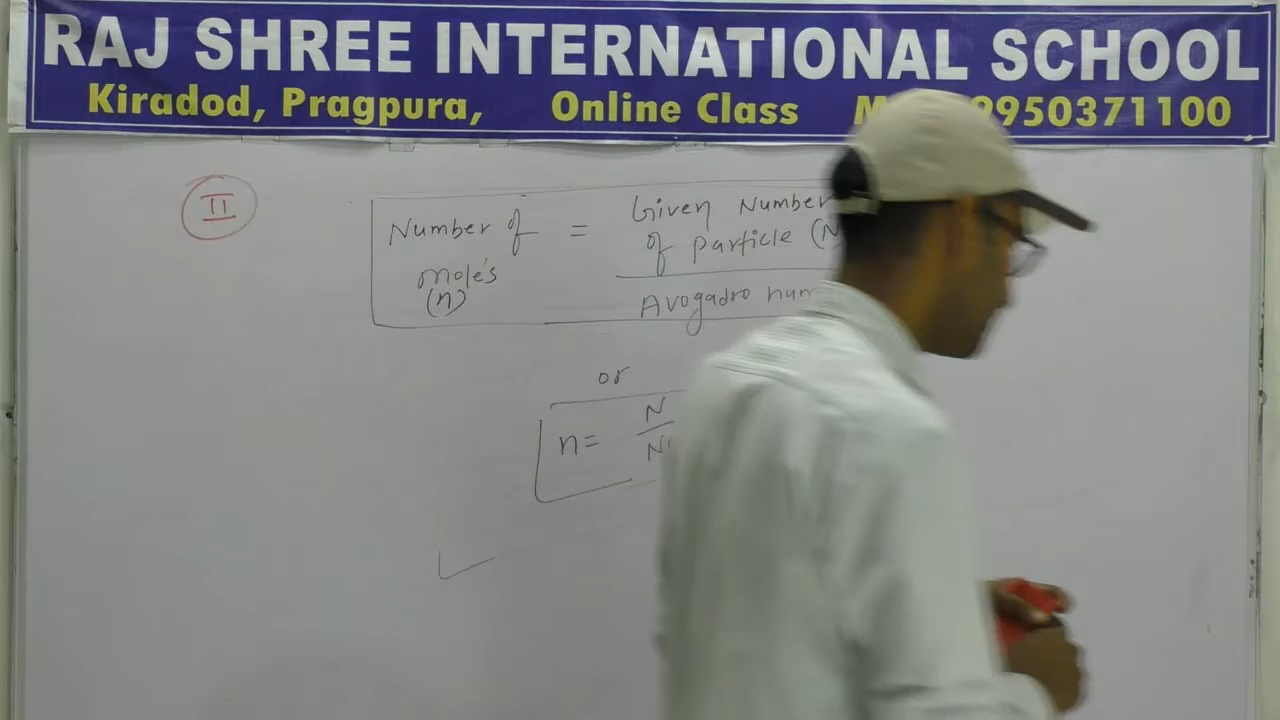 RAJ SHREE INTERNATIONAL SCHOOL
Kiradod, Pragpura, Online Class 9950371100
II
Number of = Given Number
mole's of particle (N
(n) Avogadro num
or
n= N
N